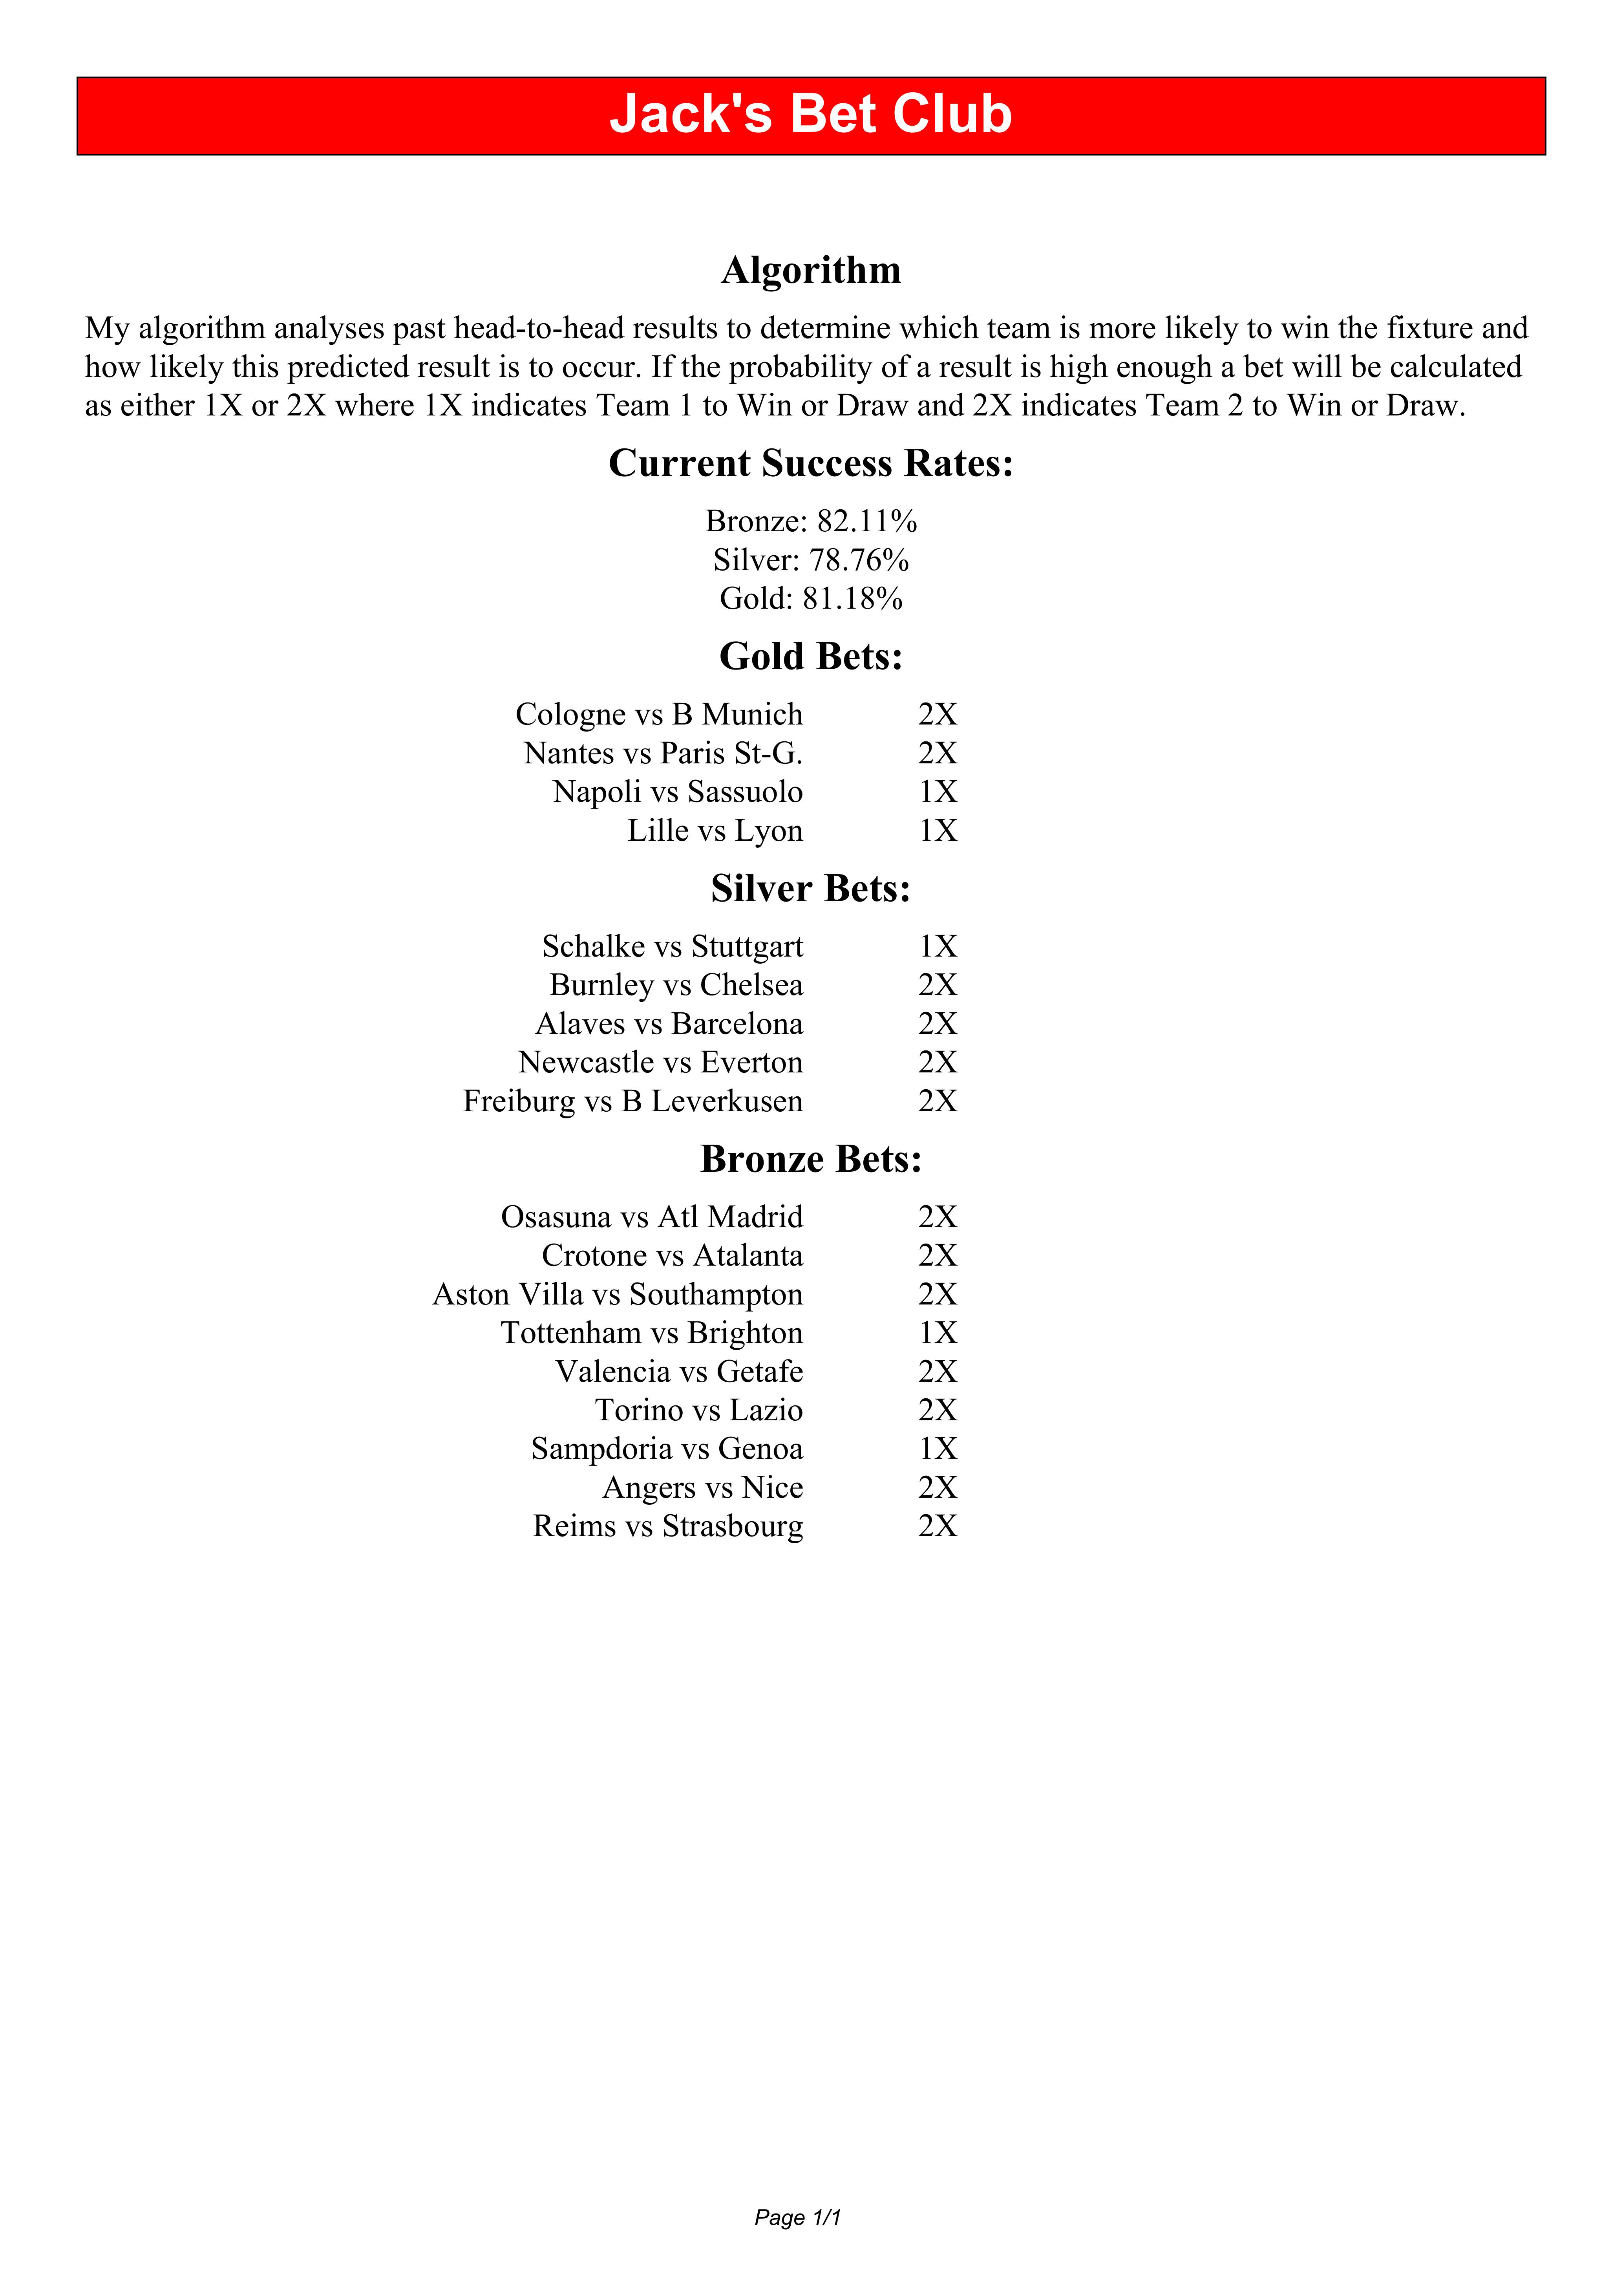 Jack's Bet Club
Algorithm
My algorithm analyses past head-to-head results to determine which team is more likely to win the fixture and
how likely this predicted result is to occur. If the probability of a result is high enough a bet will be calculated
as either 1X or 2X where 1X indicates Team 1 to Win or Draw and 2X indicates Team 2 to Win or Draw.
Current Success Rates:
Bronze: 82.11%
Silver: 78.76%
Gold: 81.18%
Gold Bets:
Cologne vs B Munich 2X
Nantes vs Paris St-G. 2X
Napoli vs Sassuolo 1X
Lille vs Lyon 1X
Silver Bets:
Schalke vs Stuttgart 1X
Burnley vs Chelsea 2X
Alaves vs Barcelona 2X
Newcastle vs Everton 2X
Freiburg vs B Leverkusen 2X
Bronze Bets:
Osasuna vs Atl Madrid 2X
Crotone vs Atalanta 2X
Aston Villa vs Southampton 2X
Tottenham vs Brighton 1X
Valencia vs Getafe 2X
Torino vs Lazio 2X
Sampdoria vs Genoa 1X
Angers vs Nice 2X
Reims vs Strasbourg 2X
Page 1/1